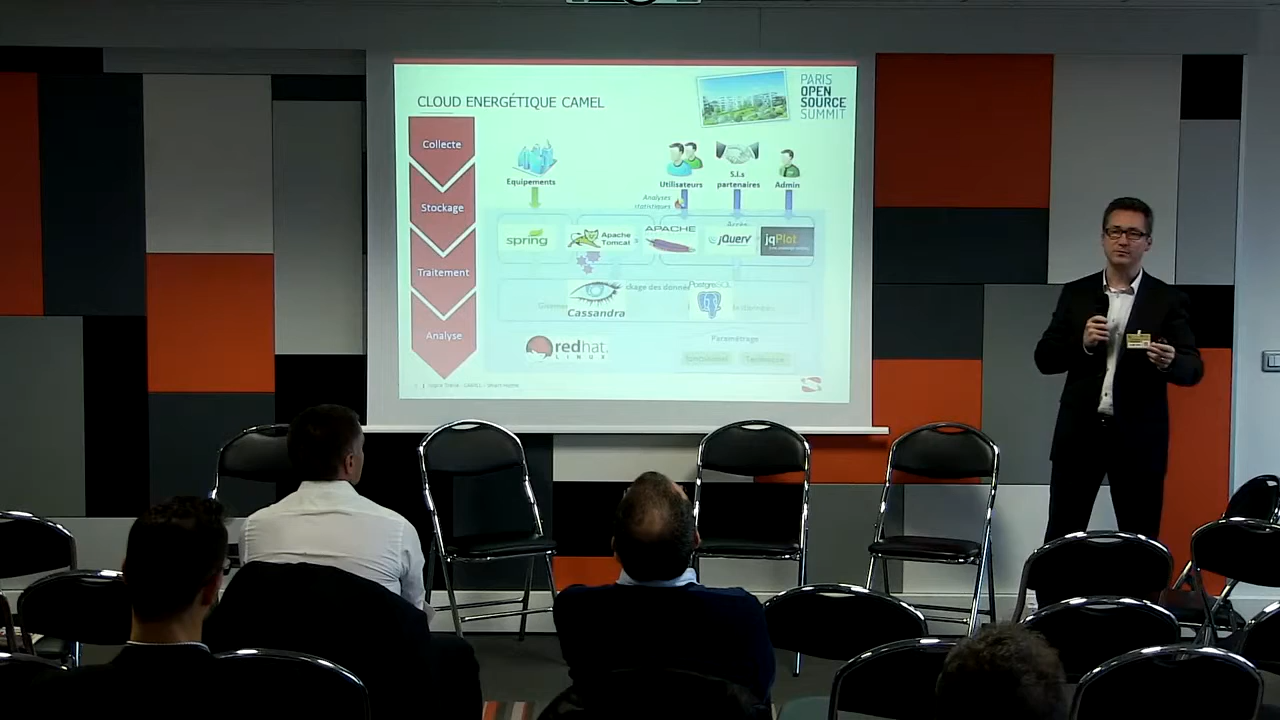 CLOUD ENERGÉTIQUE CAMEL
PARIS
OPEN
SOURCE
SUMMIT
Collecte
Stockage
Traitement
Analyse
Equipements
Utilisateurs
S.I.s
partenaires
Admin
Analyses
statistiques
spring
Apache
Tomcat
APACHE
jQuery
jqPlot
PostgreSQL
Cassandra
redhat.
LINUX
Paramétrage